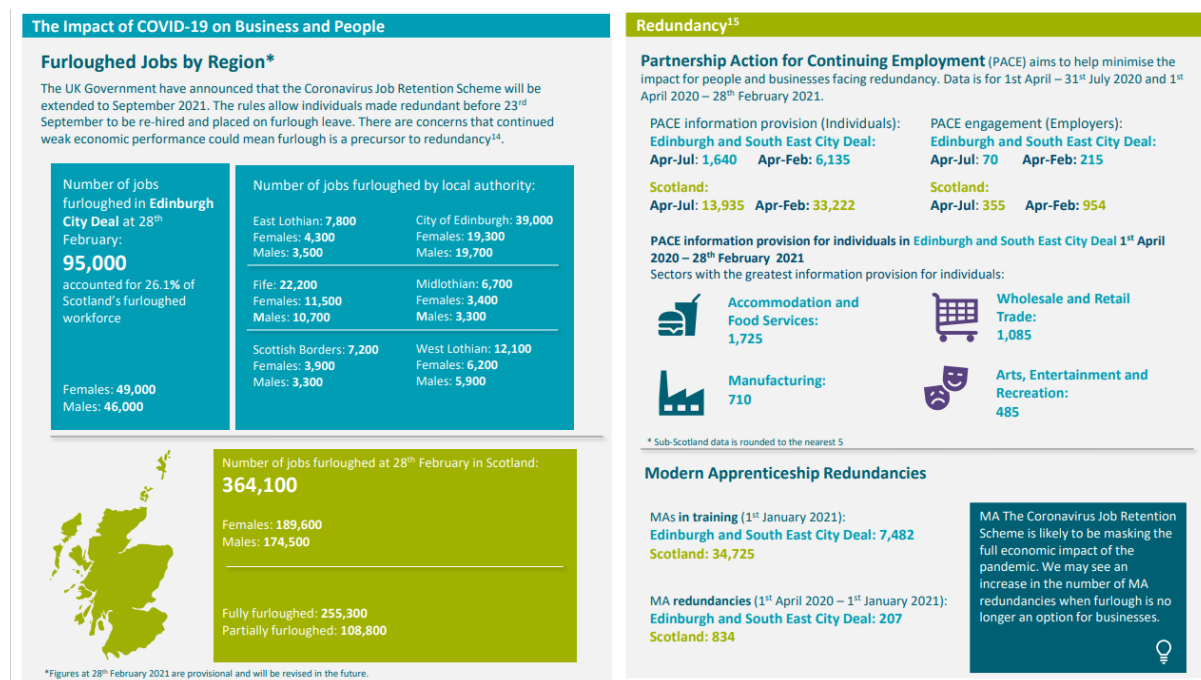 The Impact of COVID-19 on Business and People
Furloughed Jobs by Region*
The UK Government have announced that the Coronavirus Job Retention Scheme will be
extended to September 2021. The rules allow individuals made redundant before 23rd
September to be re-hired and placed on furlough leave. There are concerns that continued
weak economic performance could mean furlough is a precursor to redundancy14.
Number of jobs
furloughed in Edinburgh
City Deal at 28th
February:
95,000
accounted for 26.1% of
Scotland's furloughed
workforce
Females: 49,000
Males: 46,000
Number of jobs furloughed by local authority:
East Lothian: 7,800
Females: 4,300
Males: 3,500
City of Edinburgh: 39,000
Females: 19,300
Males: 19,700
Fife: 22,200
Females: 11,500
Males: 10,700
Midlothian: 6,700
Females: 3,400
Males: 3,300
Scottish Borders: 7,200
Females: 3,900
Males: 3,300
West Lothian: 12,100
Females: 6,200
Males: 5,900
Number of jobs furloughed at 28th February in Scotland:
364,100
Females: 189,600
Males: 174,500
Fully furloughed: 255,300
Partially furloughed: 108,800
*Figures at 28th February 2021 are provisional and will be revised in the future.
Redundancy15
Partnership Action for Continuing Employment (PACE) aims to help minimise the
impact for people and businesses facing redundancy. Data is for 1st April – 31st July 2020 and 1st
April 2020 – 28th February 2021.
PACE information provision (Individuals):
Edinburgh and South East City Deal:
Apr-Jul: 1,640 Apr-Feb: 6,135
Scotland:
Apr-Jul: 13,935 Apr-Feb: 33,222
PACE engagement (Employers):
Edinburgh and South East City Deal:
Apr-Jul: 70 Apr-Feb: 215
Scotland:
Apr-Jul: 355 Apr-Feb: 954
PACE information provision for individuals in Edinburgh and South East City Deal 1st April
2020 – 28th February 2021
Sectors with the greatest information provision for individuals:
Accommodation and
Food Services:
1,725
Wholesale and Retail
Trade:
1,085
Manufacturing:
710
Arts, Entertainment and
Recreation:
485
* Sub-Scotland data is rounded to the nearest 5
Modern Apprenticeship Redundancies
MAs in training (1st January 2021):
Edinburgh and South East City Deal: 7,482
Scotland: 34,725
MA redundancies (1st April 2020 – 1st January 2021):
Edinburgh and South East City Deal: 207
Scotland: 834
MA The Coronavirus Job Retention
Scheme is likely to be masking the
full economic impact of the
pandemic. We may see an
increase in the number of MA
redundancies when furlough is no
longer an option for businesses.